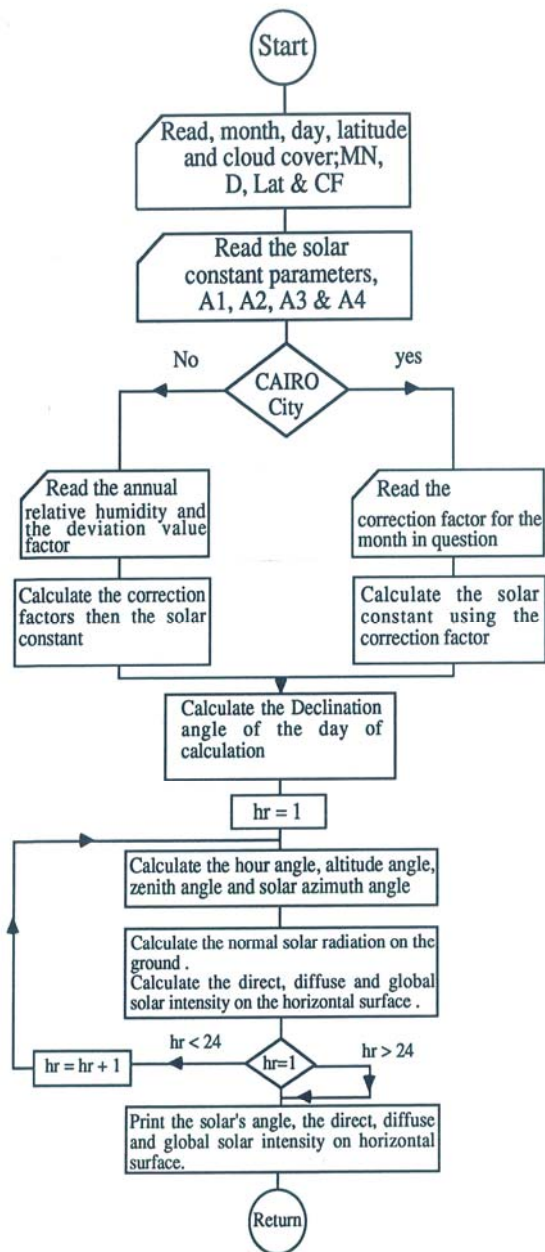 Start
Read, month, day, latitude
and cloud cover;MN,
D, Lat & CF
Read the solar
constant parameters,
A1, A2, A3 & A4
No
CAIRO
City
yes
Read the annual
relative humidity and
the deviation value
factor
Calculate the correction
factors then the solar
constant
Read the
correction factor for the
month in question
Calculate the solar
constant using the
correction factor
Calculate the Declination
angle of the day of
calculation
hr = 1
Calculate the hour angle, altitude angle,
zenith angle and solar azimuth angle
Calculate the normal solar radiation on the
ground .
Calculate the direct, diffuse and global
solar intensity on the horizontal surface .
hr < 24
hr = hr + 1
hr=1
hr > 24
Print the solar's angle, the direct, diffuse
and global solar intensity on horizontal
surface.
Return